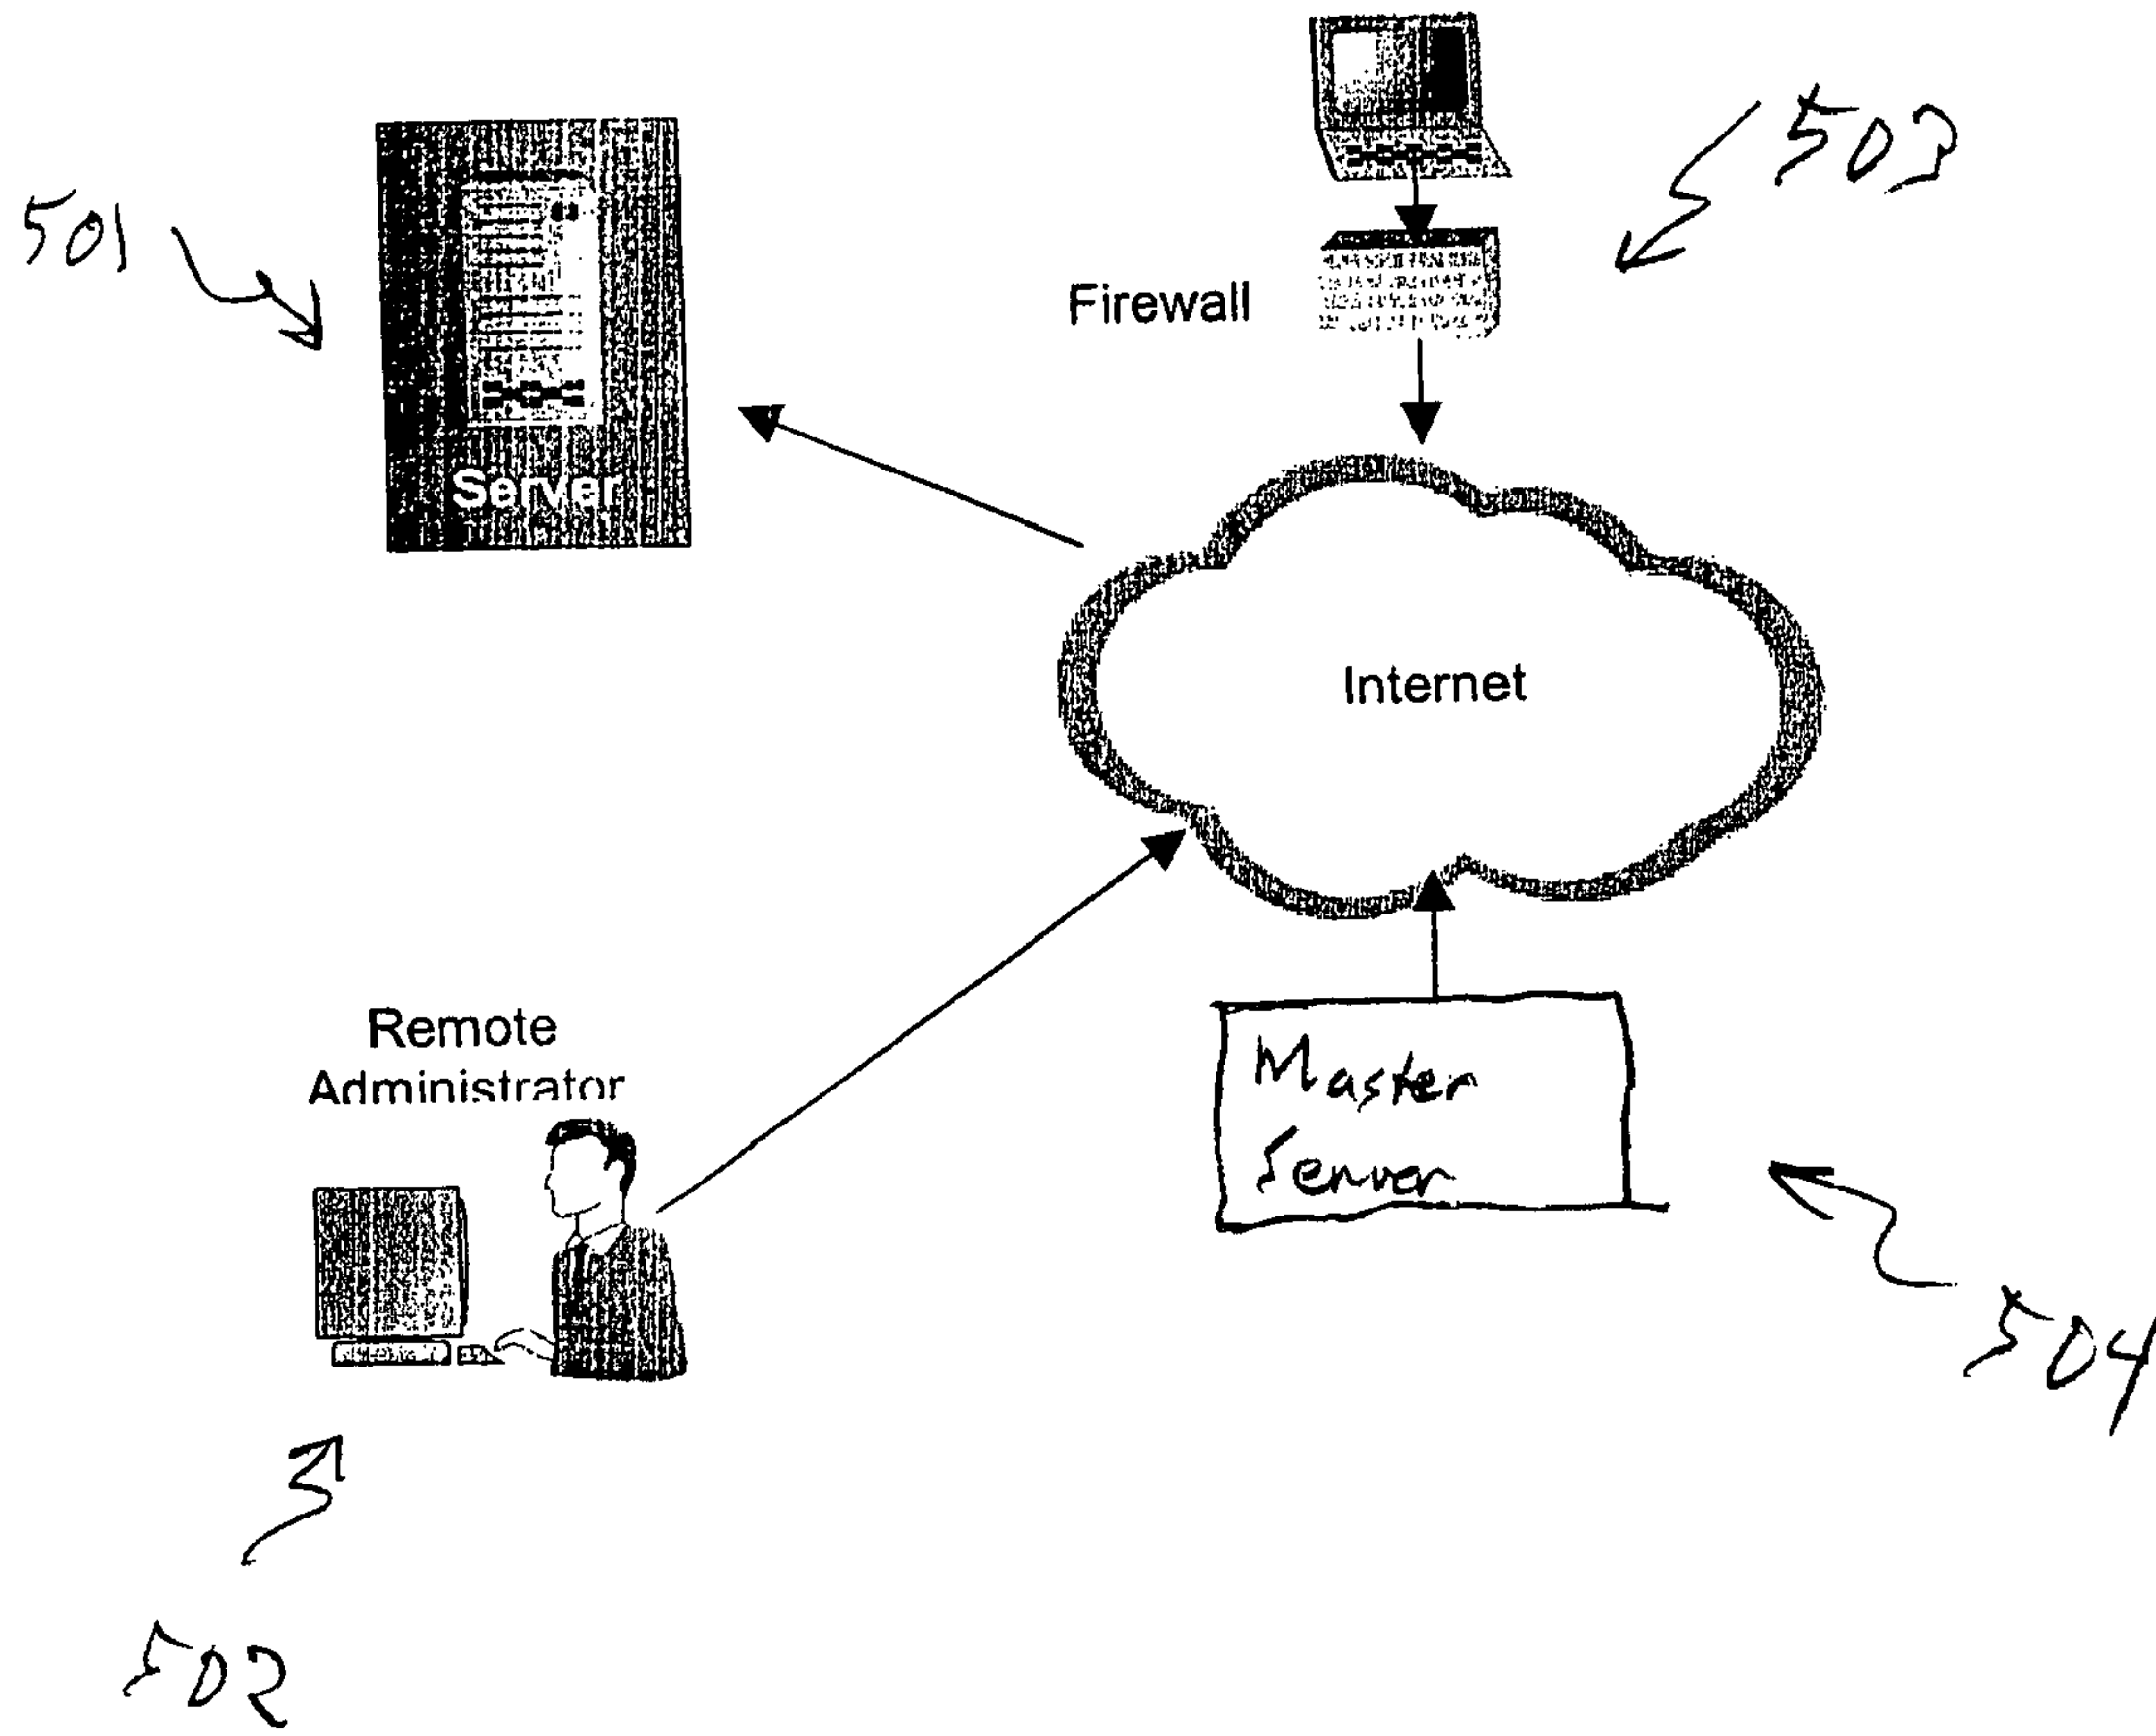 503
501
Firewall
Server
Internet
Remote
Administrator
Master
Server
504
502